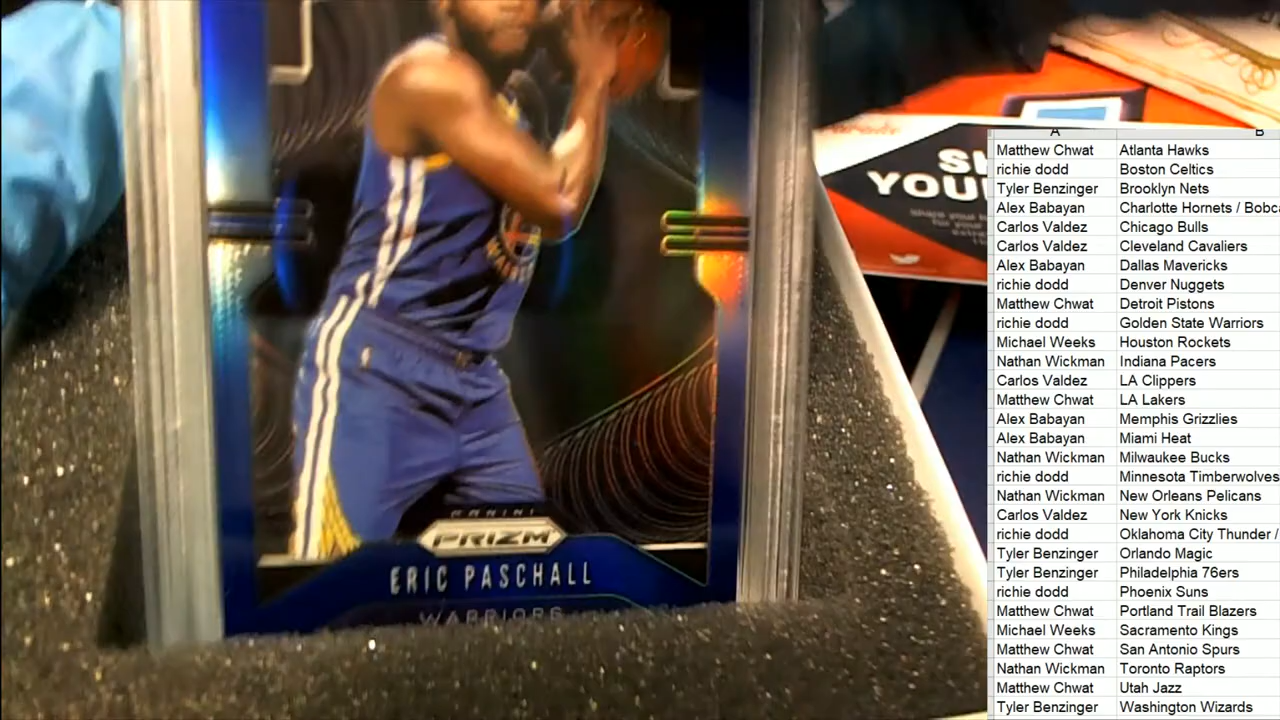 PANINI
PRIZM
ERIC PASCHALL
WARRIORS
YOU
A B
Matthew Chwat Atlanta Hawks
richie dodd Boston Celtics
Tyler Benzinger Brooklyn Nets
Alex Babayan Charlotte Hornets / Bobc
Carlos Valdez Chicago Bulls
Carlos Valdez Cleveland Cavaliers
Alex Babayan Dallas Mavericks
richie dodd Denver Nuggets
Matthew Chwat Detroit Pistons
richie dodd Golden State Warriors
Michael Weeks Houston Rockets
Nathan Wickman Indiana Pacers
Carlos Valdez LA Clippers
Matthew Chwat LA Lakers
Alex Babayan Memphis Grizzlies
Alex Babayan Miami Heat
Nathan Wickman Milwaukee Bucks
richie dodd Minnesota Timberwolves
Nathan Wickman New Orleans Pelicans
Carlos Valdez New York Knicks
richie dodd Oklahoma City Thunder /
Tyler Benzinger Orlando Magic
Tyler Benzinger Philadelphia 76ers
richie dodd Phoenix Suns
Matthew Chwat Portland Trail Blazers
Michael Weeks Sacramento Kings
Matthew Chwat San Antonio Spurs
Nathan Wickman Toronto Raptors
Matthew Chwat Utah Jazz
Tyler Benzinger Washington Wizards